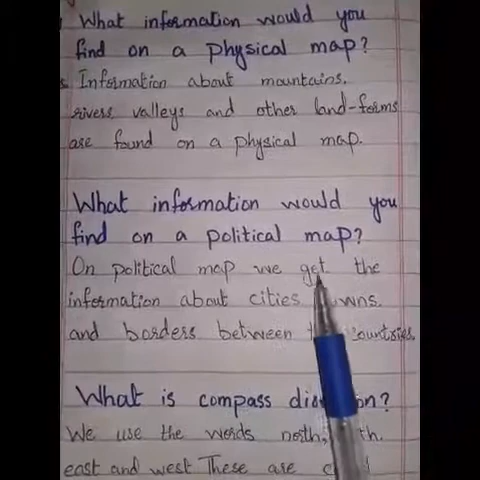 What information would you
find on a physical map?
Information about mountains.
rivers valleys and other land-forms
are found on a physical map.
What information would you
find on a political map?
On political map we get the
information about cities
and borders between countries.
What is compass
We use the words north,
east and west These are